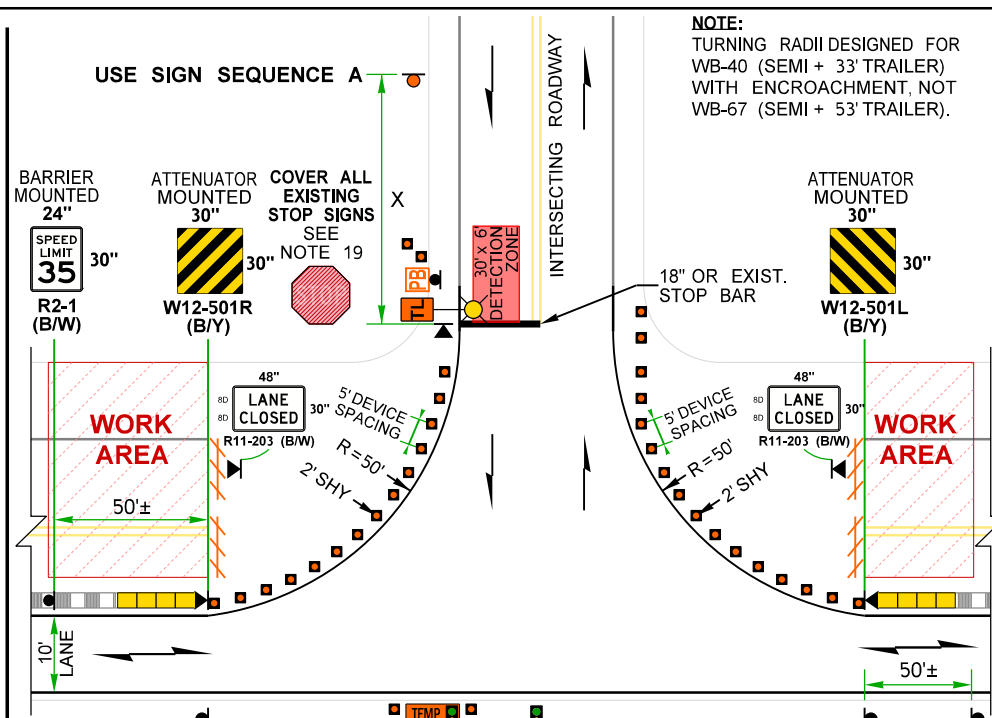 NOTE:
TURNING RADII DESIGNED FOR
WB-40 (SEMI + 33' TRAILER)
WITH ENCROACHMENT, NOT
WB-67 (SEMI + 53' TRAILER).
USE SIGN SEQUENCE A
INTERSECTING ROADWAY
BARRIER
MOUNTED
24"
SPEED
LIMIT
35
30"
R2-1
(B/W)
ATTENUATOR
MOUNTED
30"
30"
W12-501R
(B/Y)
COVER ALL
EXISTING
STOP SIGNS
SEE
NOTE 19
STOP
X
PB
TL
30' x 6'
DETECTION
ZONE
18" OR EXIST.
STOP BAR
ATTENUATOR
MOUNTED
30"
30"
W12-501L
(B/Y)
WORK
AREA
50'±
48"
8D
8D
LANE
CLOSED
30"
R11-203 (B/W)
5' DEVICE
SPACING
R = 50'
2' SHY
5' DEVICE
SPACING
R = 50'
2' SHY
48"
8D
8D
LANE
CLOSED
30"
R11-203 (B/W)
WORK
AREA
10'
LANE
50'±
TEMP